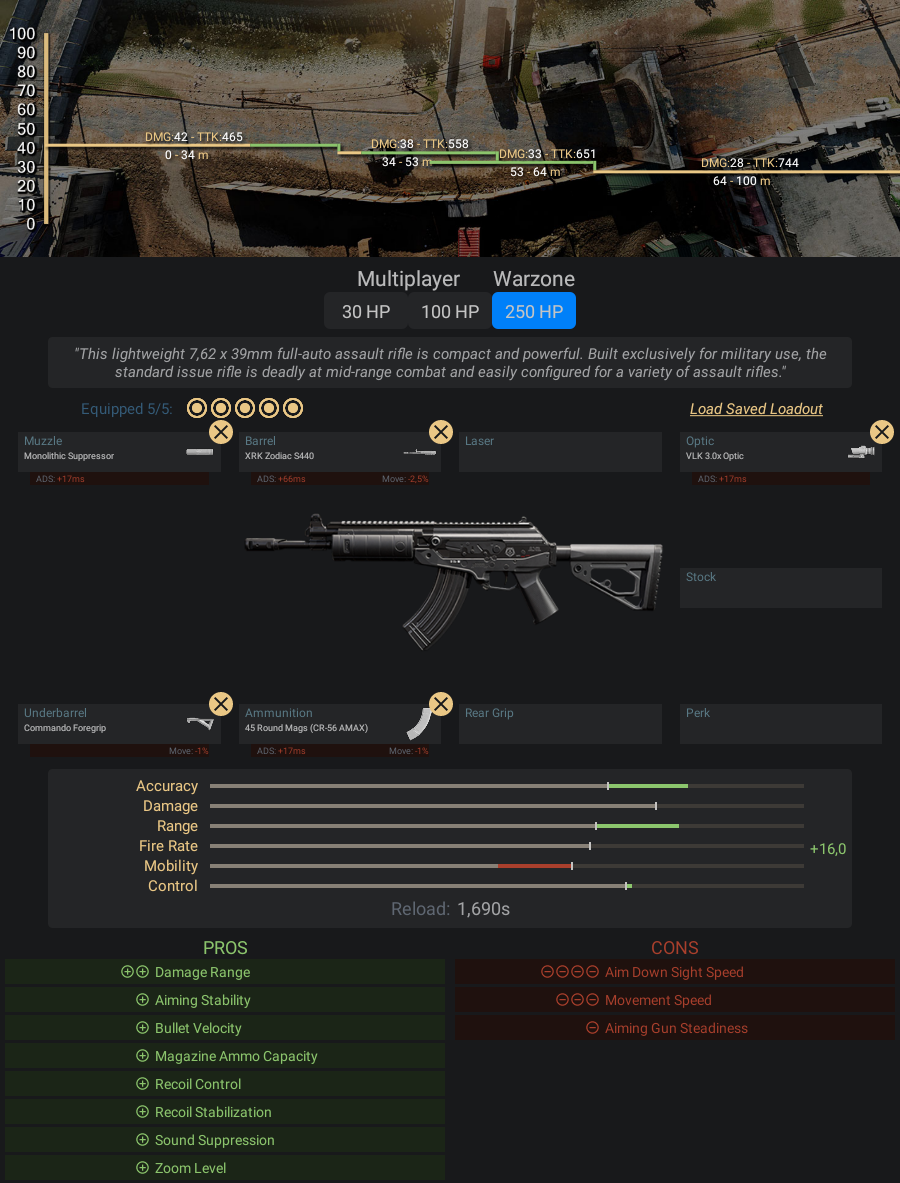 100
90
80
70
60
50
40
30
20
10
0
DMG:42 - TTK:465
0 - 34 m
DMG:38 - TTK:558
34 - 53 m
DMG:33 - TTK:651
53 - 64 m
DMG:28 - TTK:744
64 - 100 m
Multiplayer Warzone
30 HP 100 HP 250 HP
"This lightweight 7,62 x 39mm full-auto assault rifle is compact and powerful. Built exclusively for military use, the
standard issue rifle is deadly at mid-range combat and easily configured for a variety of assault rifles."
Equipped 5/5:
Load Saved Loadout
Muzzle
Monolithic Suppressor
ADS: +17ms
Barrel
XRK Zodiac S440
ADS: +66ms Move: -2,5%
Laser
Optic
VLK 3.0x Optic
ADS: +17ms
Stock
Underbarrel
Commando Foregrip
Move: -1%
Ammunition
45 Round Mags (CR-56 AMAX)
ADS: +17ms Move: -1%
Rear Grip
Perk
Accuracy
Damage
Range
Fire Rate
Mobility
Control
+16,0
Reload: 1,690s
PROS
Damage Range
Aiming Stability
Bullet Velocity
Magazine Ammo Capacity
Recoil Control
Recoil Stabilization
Sound Suppression
Zoom Level
CONS
Aim Down Sight Speed
Movement Speed
Aiming Gun Steadiness